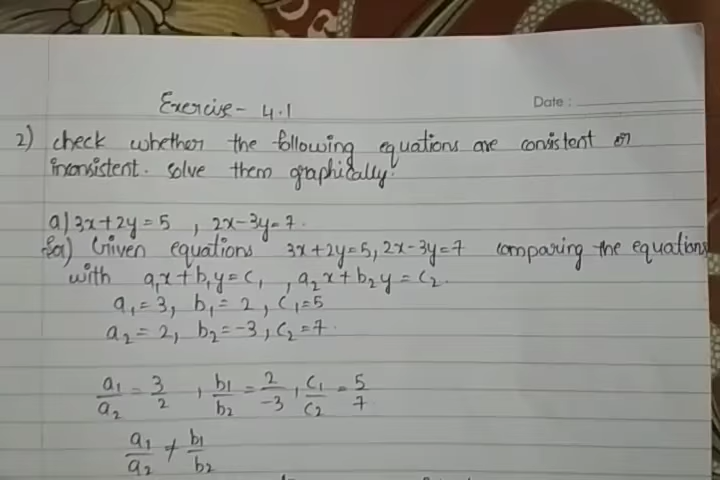 Exercise - 4.1
Date :
2) check whether the following equations are consistent or
inconsistent. solve them graphically.
a) 3x+2y=5 , 2x-3y=7.
Sol) Given equations 3x+2y=5, 2x-3y=7 comparing the equations
with a₁x+b₁y=c₁ , a₂x+b₂y=c₂.
a₁=3, b₁=2, c₁=5
a₂=2, b₂=-3, c₂=7.
a₁/a₂ = 3/2 , b₁/b₂ = 2/-3 , c₁/c₂ = 5/7
a₁/a₂ ≠ b₁/b₂